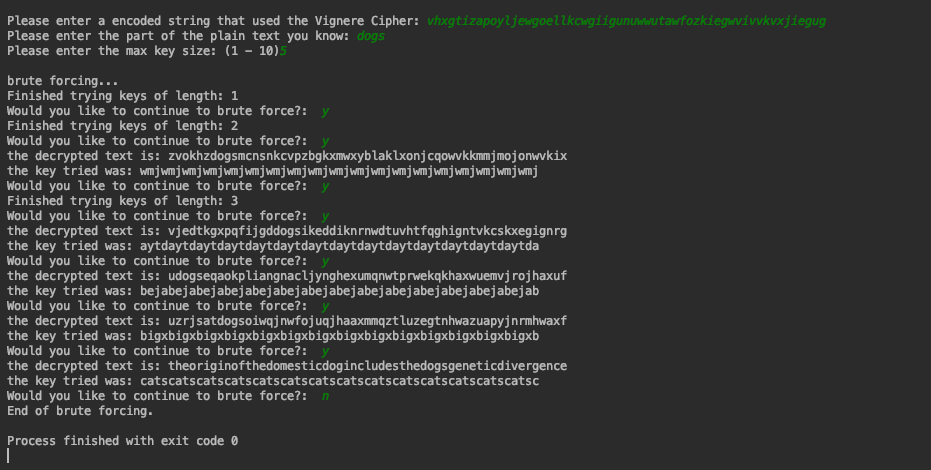 Please enter a encoded string that used the Vignere Cipher: vhxgtizapoyljewgoellkcwgiigunuwwutawfozkiegwvivvkvxjiegug
Please enter the part of the plain text you know: dogs
Please enter the max key size: (1 - 10)5
brute forcing...
Finished trying keys of length: 1
Would you like to continue to brute force?: y
Finished trying keys of length: 2
Would you like to continue to brute force?: y
the decrypted text is: zvokhzdogsmcnsnkcvpzbgkxmwxyblaklxonjcqowvkkmmjmojonwvkix
the key tried was: wmjwmjwmjwmjwmjwmjwmjwmjwmjwmjwmjwmjwmjwmjwmjwmjwmjwmjwmj
Would you like to continue to brute force?: y
Finished trying keys of length: 3
Would you like to continue to brute force?: y
the decrypted text is: vjedtkgxpqfijgddogsikeddiknrnwdtuvhtfqghigntvkcskxegignrg
the key tried was: aytdaytdaytdaytdaytdaytdaytdaytdaytdaytdaytdaytdaytdaytda
Would you like to continue to brute force?: y
the decrypted text is: udogseqaokpliangnacljynghexumqnwtprwekqkhaxwuemvjrojhaxuf
the key tried was: bejabejabejabejabejabejabejabejabejabejabejabejabejabejab
Would you like to continue to brute force?: y
the decrypted text is: uzrjsatdogsoiwqjnwfojuqjhaaxmmqztluzegtnhwazuapyjnrmhwaxf
the key tried was: bigxbigxbigxbigxbigxbigxbigxbigxbigxbigxbigxbigxbigxbigxb
Would you like to continue to brute force?: y
the decrypted text is: theoriginofthedomesticdogincludesthedogsgeneticdivergence
the key tried was: catscatscatscatscatscatscatscatscatscatscatscatscatscatsc
Would you like to continue to brute force?: n
End of brute forcing.
Process finished with exit code 0